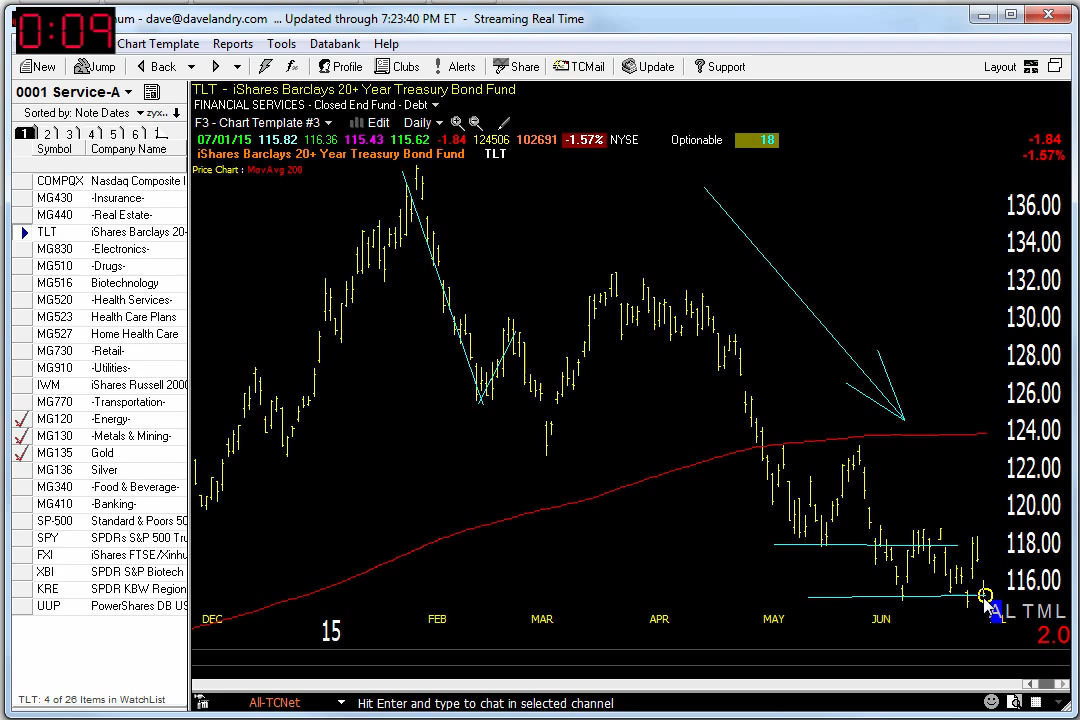 0:09
num - dave@davelandry.com ... Updated through 7:23:40 PM ET - Streaming Real Time
Chart Template Reports Tools Databank Help
New Jump Back Profile Clubs Alerts Share TCMail Update Support Layout
0001 Service-A
Sorted by: Note Dates zyx..
1 2 3 4 5 6
Symbol Company Name
COMPQX Nasdaq Composite I
MG430 -Insurance-
MG440 -Real Estate-
TLT iShares Barclays 20-
MG830 -Electronics-
MG510 -Drugs-
MG516 Biotechnology
MG520 -Health Services-
MG523 Health Care Plans
MG527 Home Health Care
MG730 -Retail-
MG910 -Utilities-
IWM iShares Russell 2000
MG770 -Transportation-
MG120 -Energy-
MG130 -Metals & Mining-
MG135 Gold
MG136 Silver
MG340 -Food & Beverage-
MG410 -Banking-
SP-500 Standard & Poors 50
SPY SPDRs S&P 500 Tru
FXI iShares FTSE/Xinhu
XBI SPDR S&P Biotech
KRE SPDR KBW Region
UUP PowerShares DB US
TLT: 4 of 26 Items in WatchList
TLT - iShares Barclays 20+ Year Treasury Bond Fund
FINANCIAL SERVICES - Closed End Fund - Debt
F3 - Chart Template #3 Edit Daily
07/01/15 115.82 116.36 115.43 115.62 -1.84 124506 102691 -1.57% NYSE Optionable 18
-1.84
-1.57%
iShares Barclays 20+ Year Treasury Bond Fund TLT
Price Chart : MovAvg 200
136.00
134.00
132.00
130.00
128.00
126.00
124.00
122.00
120.00
118.00
116.00
A L T M L
2.0
DEC 15 FEB MAR APR MAY JUN
All-TCNet Hit Enter and type to chat in selected channel